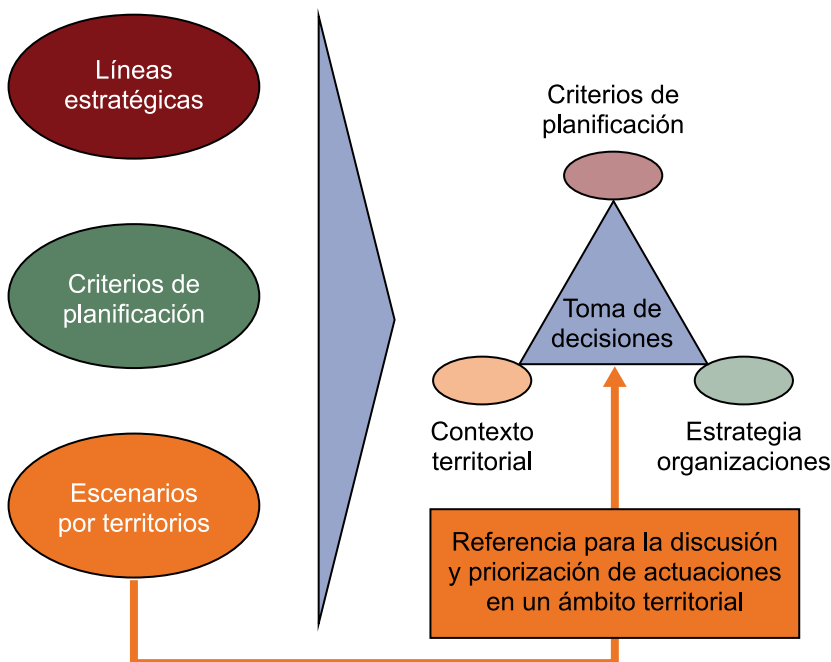 Líneas
estratégicas
Criterios de
planificación
Escenarios
por territorios
Criterios de
planificación
Toma de
decisiones
Contexto
territorial
Estrategia
organizaciones
Referencia para la discusión
y priorización de actuaciones
en un ámbito territorial